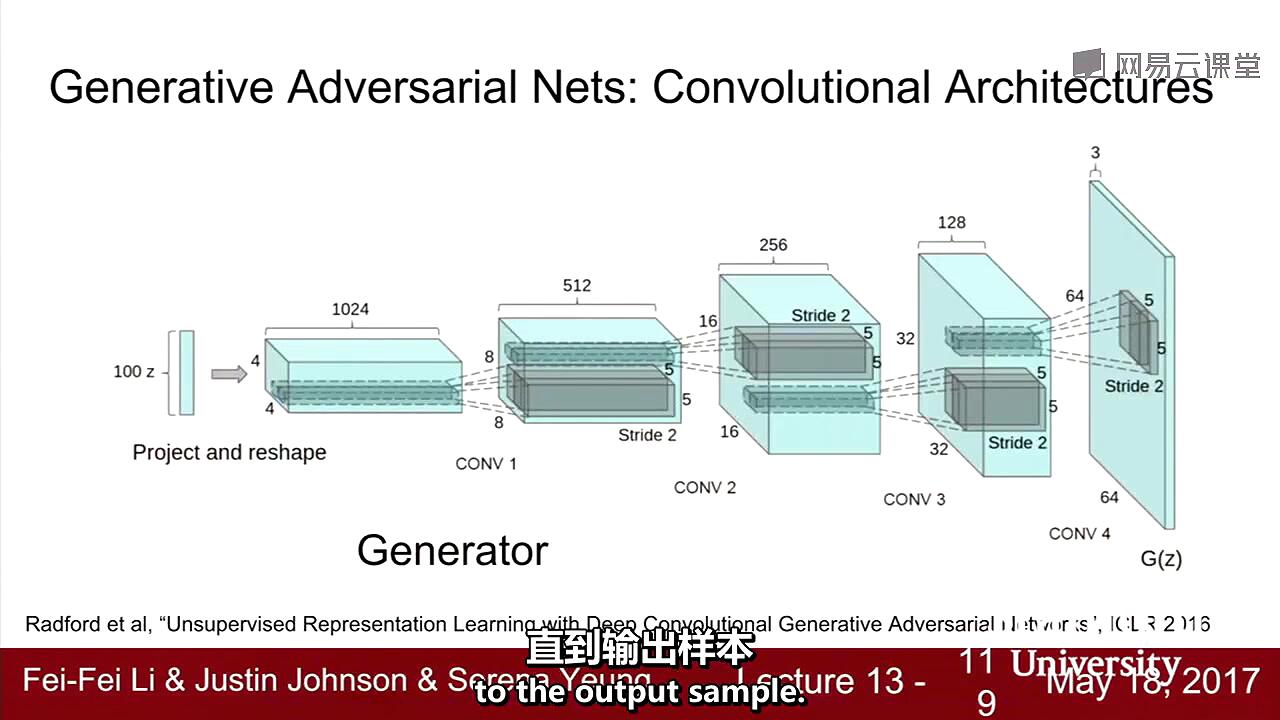 网易云课堂
Generative Adversarial Nets: Convolutional Architectures
3
128
256
512
1024
64
16
Stride 2
5
5
5
32
8
5
4
100 z
5
5
Stride 2
5
5
4
8
16
32
Stride 2
Stride 2
64
Project and reshape
CONV 1
CONV 2
CONV 3
CONV 4
G(z)
Generator
Radford et al, “Unsupervised Representation Learning with Deep Convolutional Generative Adversarial Networks”, ICLR 2016
直到输出样本
Fei-Fei Li & Justin Johnson & Serena Yeung
Lecture 13 -
11
9
University
May 18, 2017
to the output sample.